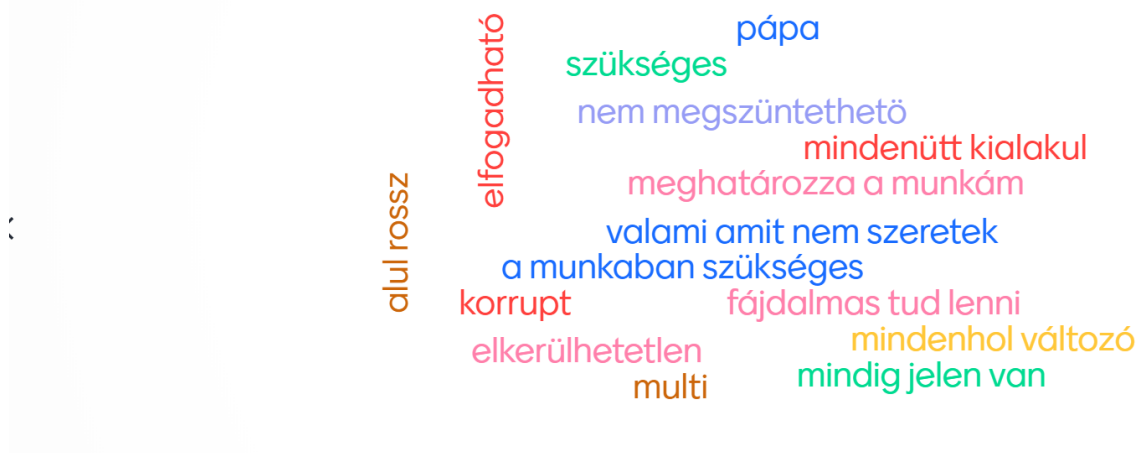 pápa
szükséges
elfogadható
nem megszüntethetö
mindenütt kialakul
meghatározza a munkám
alul rossz
valami amit nem szeretek
a munkaban szükséges
korrupt
fájdalmas tud lenni
mindenhol változó
elkerülhetetlen
mindig jelen van
multi